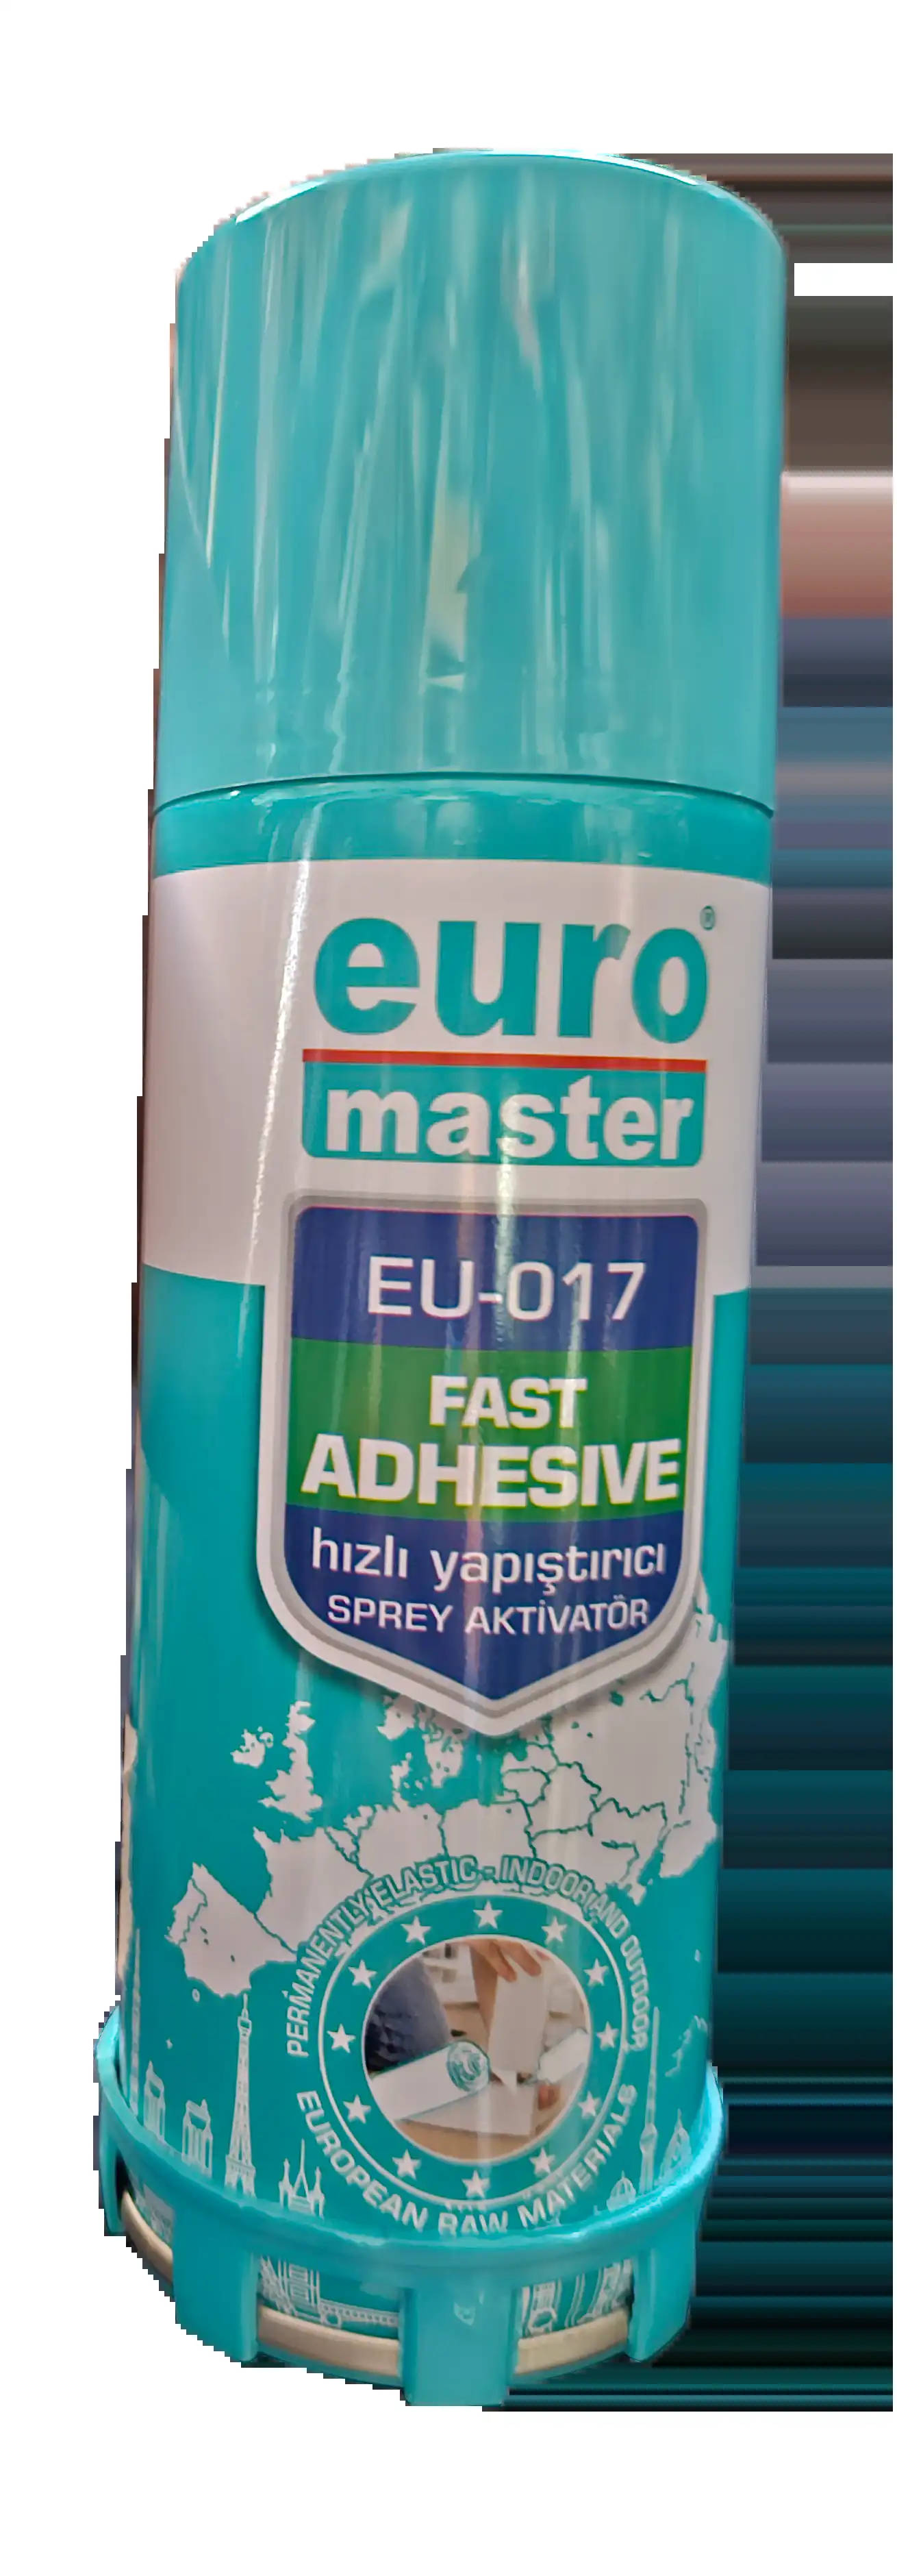 euro®
master
EU-017
FAST
ADHESIVE
hızlı yapıştırıcı
SPREY AKTİVATÖR
PERMANENTLY ELASTIC - INDOOR AND OUTDOOR
EUROPEAN RAW MATERIALS